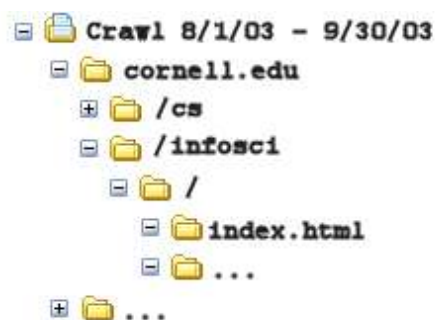 Crawl 8/1/03 - 9/30/03
cornell.edu
/cs
/infosci
/
index.html
...
...